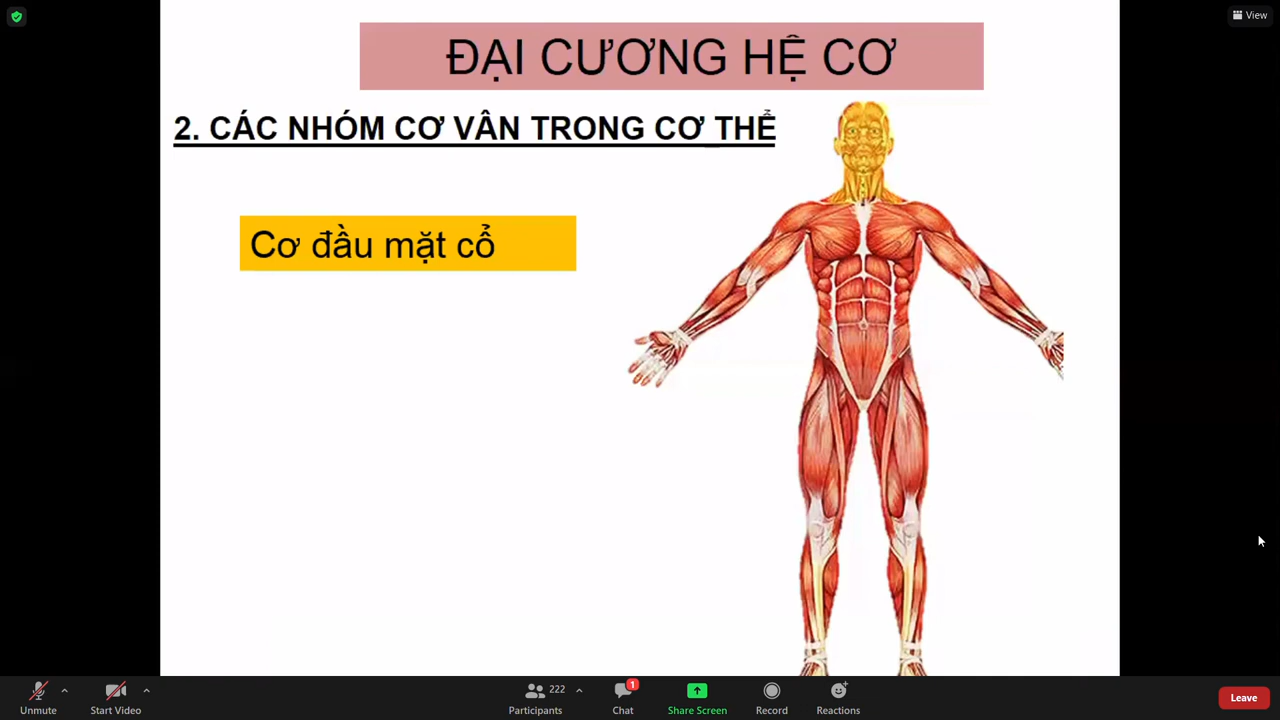 View
ĐẠI CƯƠNG HỆ CƠ
2. CÁC NHÓM CƠ VÂN TRONG CƠ THỂ
Cơ đầu mặt cổ
Unmute
Start Video
222
Participants
1
Chat
Share Screen
Record
Reactions
Leave